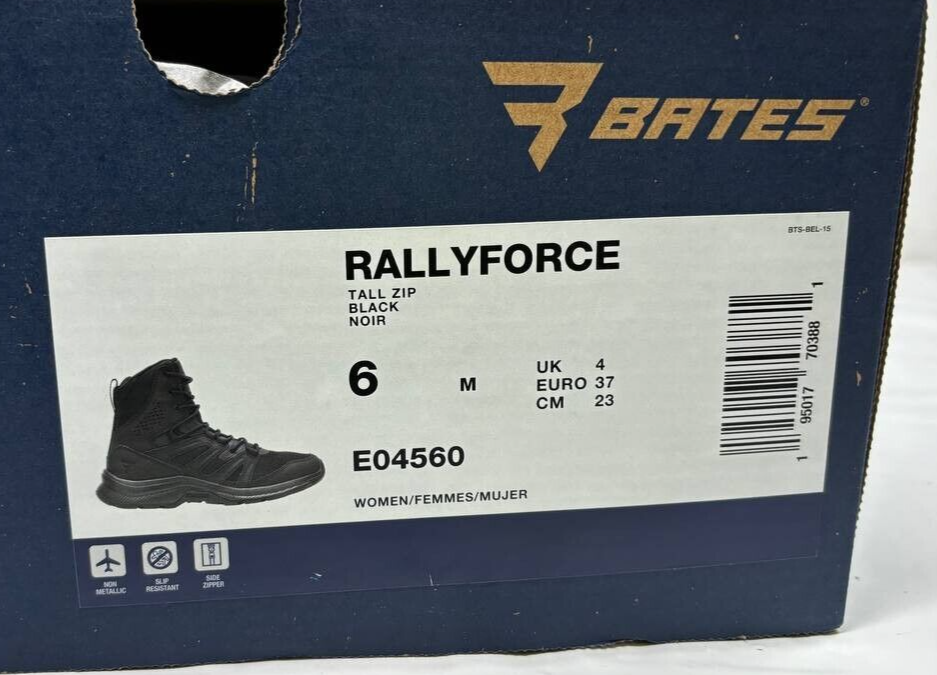 BATES®
BTS-BEL-15
RALLYFORCE
TALL ZIP
BLACK
NOIR
6 M
UK 4
EURO 37
CM 23
E04560
WOMEN/FEMMES/MUJER
1 95017 70388 1
NON METALLIC
SLIP RESISTANT
SIDE ZIPPER